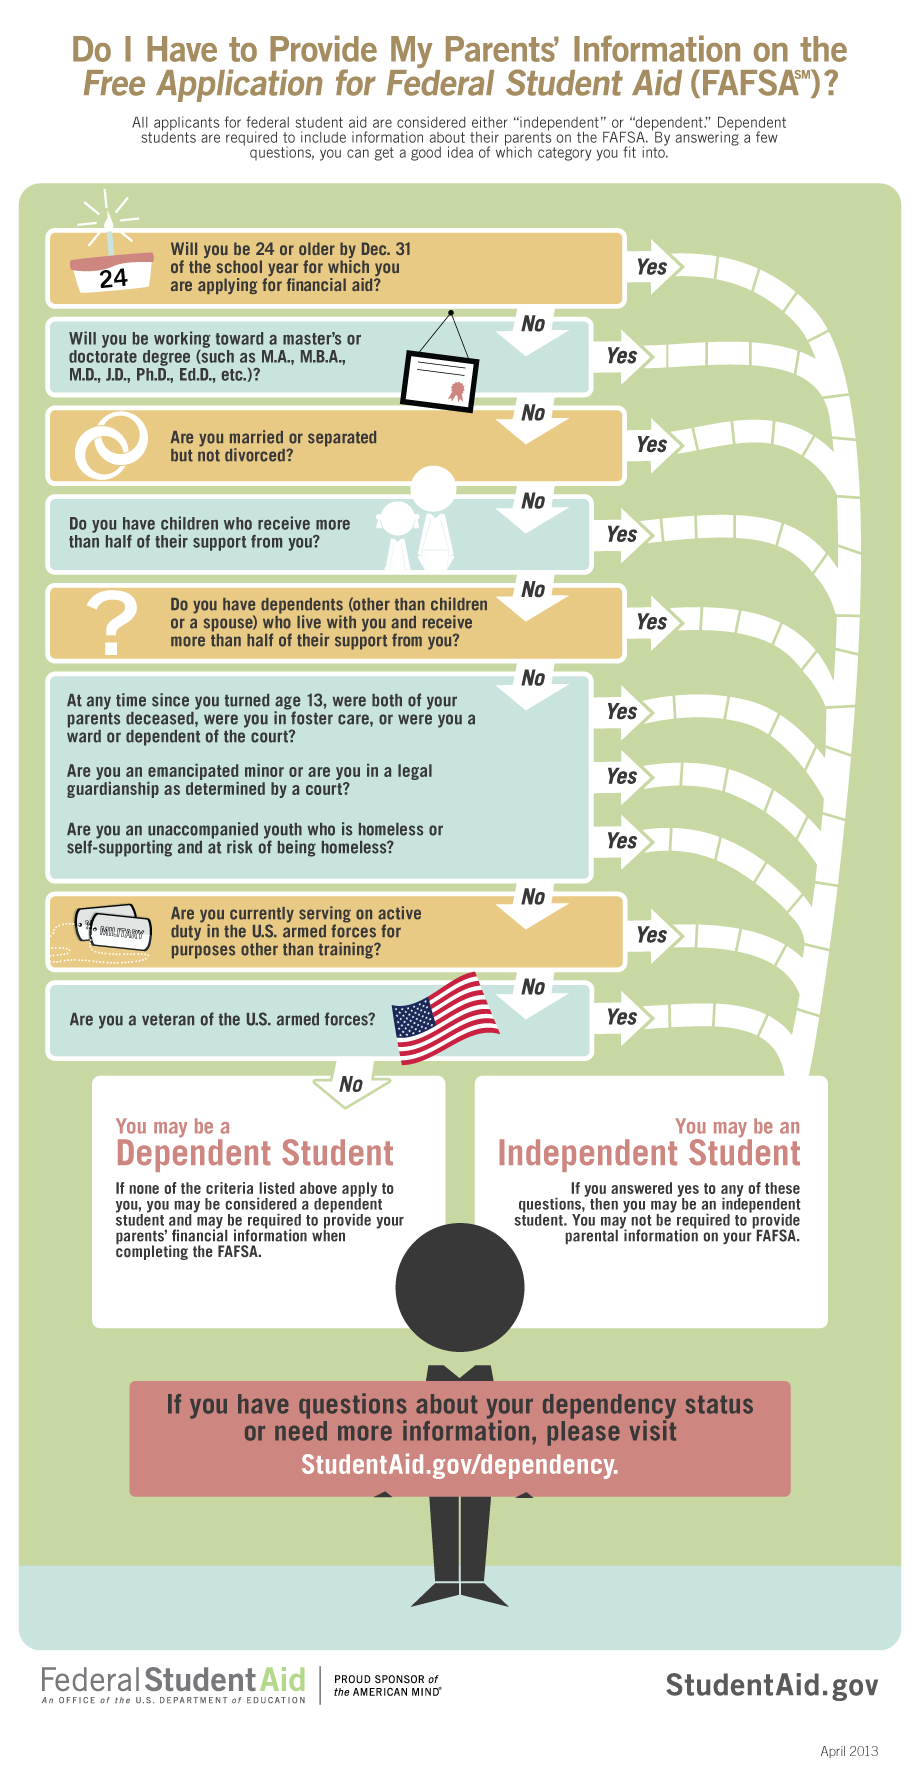 Do I Have to Provide My Parents’ Information on the
Free Application for Federal Student Aid (FAFSA℠)?
All applicants for federal student aid are considered either “independent” or “dependent.” Dependent
students are required to include information about their parents on the FAFSA. By answering a few
questions, you can get a good idea of which category you fit into.
24
Will you be 24 or older by Dec. 31
of the school year for which you
are applying for financial aid?
Yes
No
Will you be working toward a master’s or
doctorate degree (such as M.A., M.B.A.,
M.D., J.D., Ph.D., Ed.D., etc.)?
Yes
No
Are you married or separated
but not divorced?
Yes
No
Do you have children who receive more
than half of their support from you?
Yes
No
Do you have dependents (other than children
or a spouse) who live with you and receive
more than half of their support from you?
?
Yes
No
At any time since you turned age 13, were both of your
parents deceased, were you in foster care, or were you a
ward or dependent of the court?
Yes
Are you an emancipated minor or are you in a legal
guardianship as determined by a court?
Yes
Are you an unaccompanied youth who is homeless or
self-supporting and at risk of being homeless?
Yes
No
MILITARY
Are you currently serving on active
duty in the U.S. armed forces for
purposes other than training?
Yes
No
Are you a veteran of the U.S. armed forces?
Yes
No
You may be a
Dependent Student
If none of the criteria listed above apply to
you, you may be considered a dependent
student and may be required to provide your
parents’ financial information when
completing the FAFSA.
You may be an
Independent Student
If you answered yes to any of these
questions, then you may be an independent
student. You may not be required to provide
parental information on your FAFSA.
If you have questions about your dependency status
or need more information, please visit
StudentAid.gov/dependency.
Federal Student Aid
An OFFICE of the U.S. DEPARTMENT of EDUCATION
PROUD SPONSOR of
the AMERICAN MIND®
StudentAid.gov
April 2013